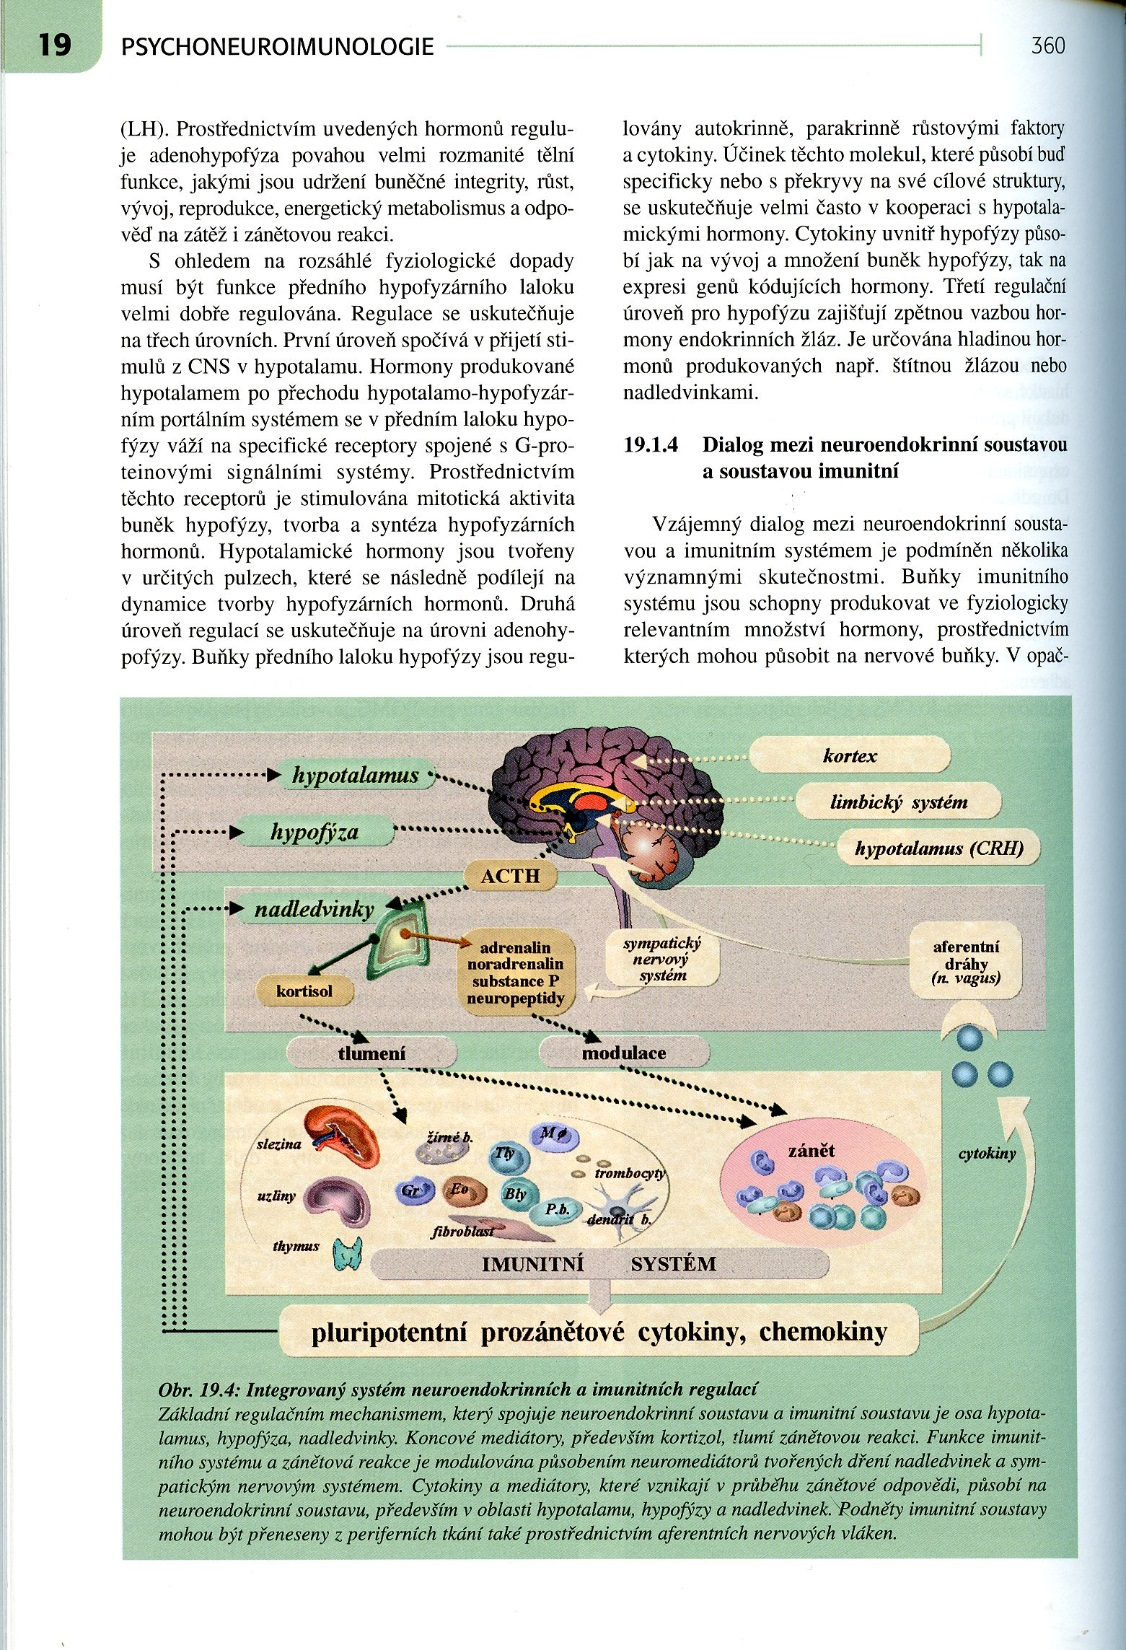 19
PSYCHONEUROIMUNOLOGIE
360
(LH). Prostřednictvím uvedených hormonů regulu-
je adenohypofýza povahou velmi rozmanité tělní
funkce, jakými jsou udržení buněčné integrity, růst,
vývoj, reprodukce, energetický metabolismus a odpo-
věď na zátěž i zánětovou reakci.
S ohledem na rozsáhlé fyziologické dopady
musí být funkce předního hypofyzárního laloku
velmi dobře regulována. Regulace se uskutečňuje
na třech úrovních. První úroveň spočívá v přijetí sti-
mulů z CNS v hypotalamu. Hormony produkované
hypotalamem po přechodu hypotalamo-hypofyzár-
ním portálním systémem se v předním laloku hypo-
fýzy váží na specifické receptory spojené s G-pro-
teinovými signálními systémy. Prostřednictvím
těchto receptorů je stimulována mitotická aktivita
buněk hypofýzy, tvorba a syntéza hypofyzárních
hormonů. Hypotalamické hormony jsou tvořeny
v určitých pulzech, které se následně podílejí na
dynamice tvorby hypofyzárních hormonů. Druhá
úroveň regulací se uskutečňuje na úrovni adenohy-
pofýzy. Buňky předního laloku hypofýzy jsou regu-
lovány autokrinně, parakrinně růstovými faktory
a cytokiny. Účinek těchto molekul, které působí buď
specificky nebo s překryvy na své cílové struktury,
se uskutečňuje velmi často v kooperaci s hypotala-
mickými hormony. Cytokiny uvnitř hypofýzy půso-
bí jak na vývoj a množení buněk hypofýzy, tak na
expresi genů kódujících hormony. Třetí regulační
úroveň pro hypofýzu zajišťují zpětnou vazbou hor-
mony endokrinních žláz. Je určována hladinou hor-
monů produkovaných např. štítnou žlázou nebo
nadledvinkami.
19.1.4 Dialog mezi neuroendokrinní soustavou
a soustavou imunitní
Vzájemný dialog mezi neuroendokrinní sousta-
vou a imunitním systémem je podmíněn několika
významnými skutečnostmi. Buňky imunitního
systému jsou schopny produkovat ve fyziologicky
relevantním množství hormony, prostřednictvím
kterých mohou působit na nervové buňky. V opač-
hypotalamus
kortex
limbický systém
hypofýza
hypotalamus (CRH)
ACTH
nadledvinky
adrenalin
noradrenalin
substance P
neuropeptidy
sympatický
nervový
systém
aferentní
dráhy
(n. vagus)
kortisol
tlumení
modulace
slezina
žírné b.
Mø
Tly
trombocyty
zánět
cytokiny
uzliny
Gr
Eo
Bly
P.b.
dendrit b.
fibroblast
thymus
IMUNITNÍ SYSTÉM
pluripotentní prozánětové cytokiny, chemokiny
Obr. 19.4: Integrovaný systém neuroendokrinních a imunitních regulací
Základní regulačním mechanismem, který spojuje neuroendokrinní soustavu a imunitní soustavu je osa hypota-
lamus, hypofýza, nadledvinky. Koncové mediátory, především kortizol, tlumí zánětovou reakci. Funkce imunit-
ního systému a zánětová reakce je modulována působením neuromediátorů tvořených dření nadledvinek a sym-
patickým nervovým systémem. Cytokiny a mediátory, které vznikají v průběhu zánětové odpovědi, působí na
neuroendokrinní soustavu, především v oblasti hypotalamu, hypofýzy a nadledvinek. Podněty imunitní soustavy
mohou být přeneseny z periferních tkání také prostřednictvím aferentních nervových vláken.